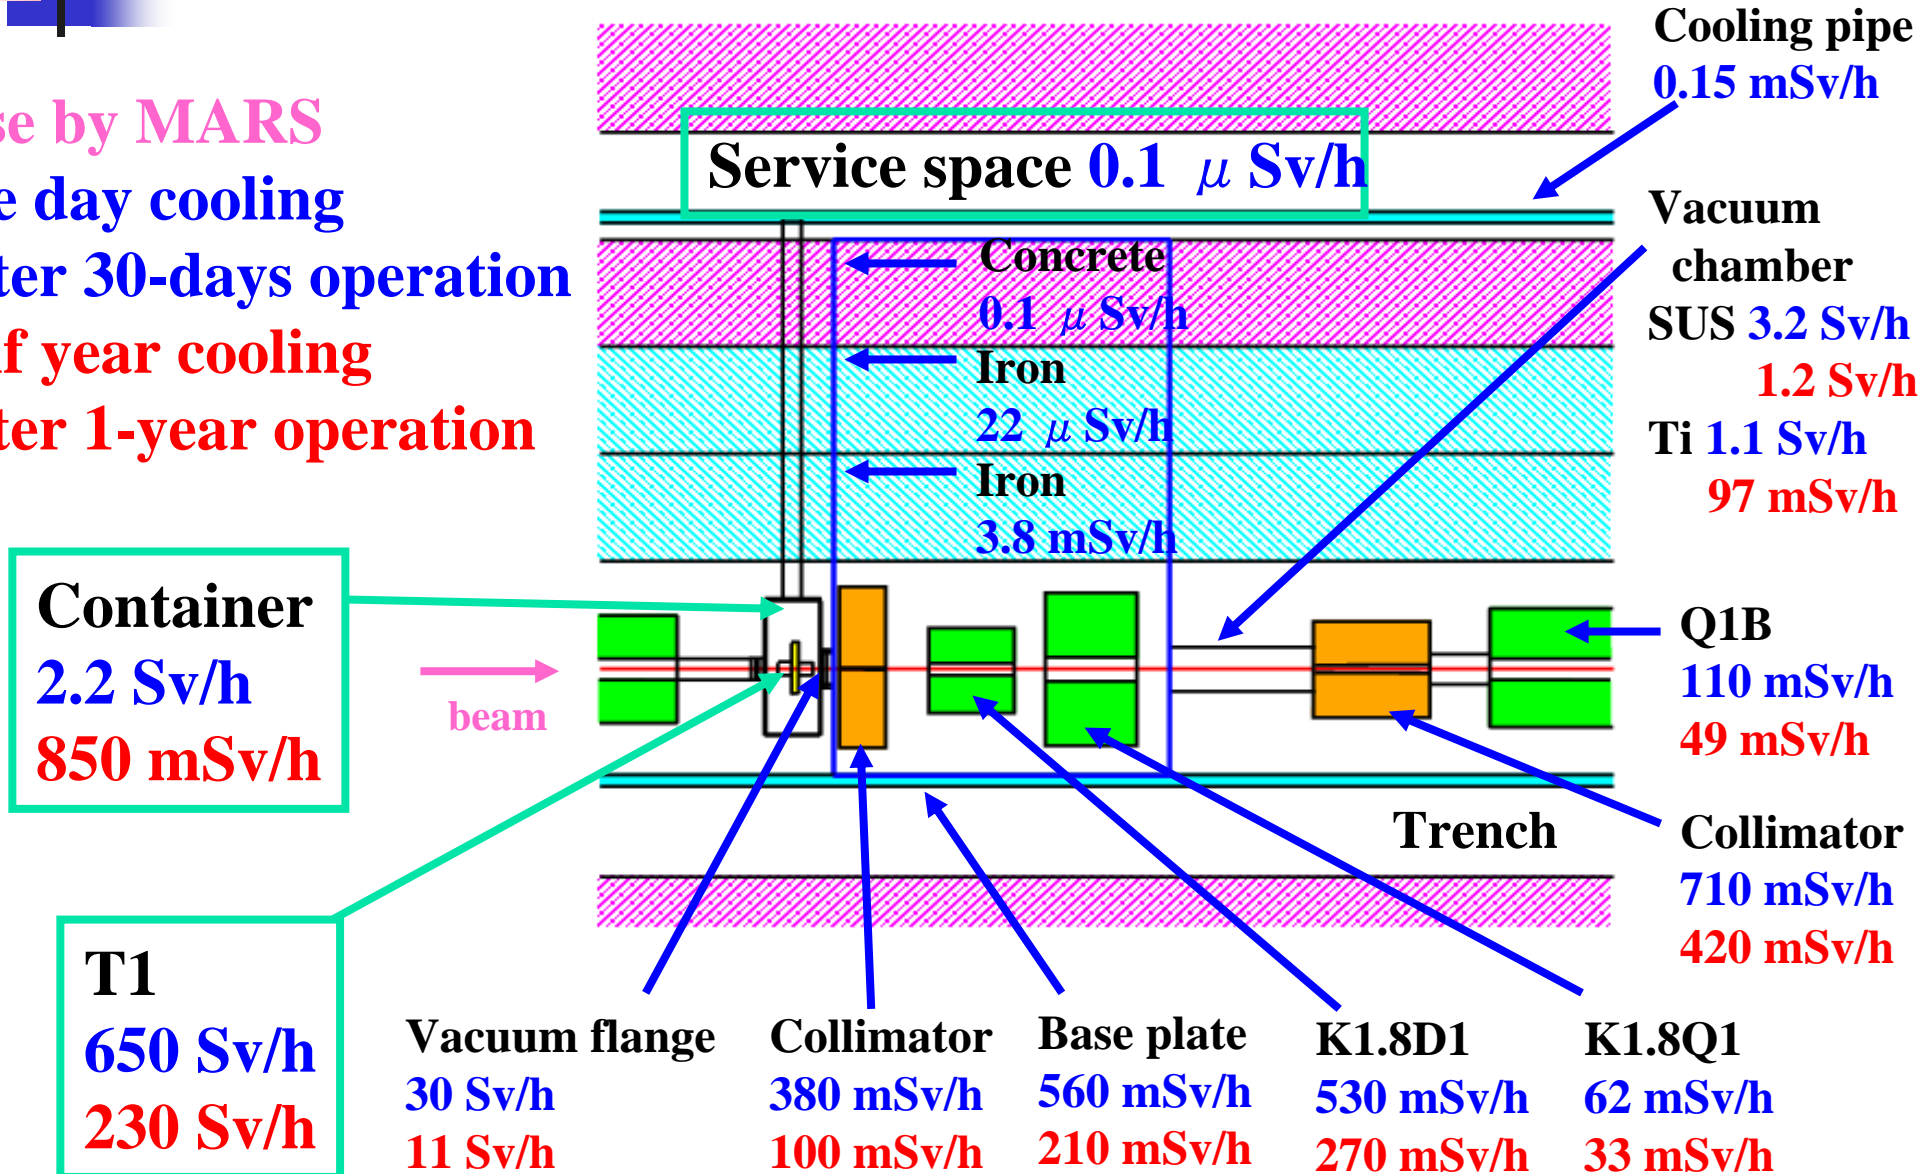 se by MARS
e day cooling
ter 30-days operation
lf year cooling
ter 1-year operation
Service space 0.1 μ Sv/h
Cooling pipe
0.15 mSv/h
Concrete
0.1 μ Sv/h
Iron
22 μ Sv/h
Iron
3.8 mSv/h
Vacuum
chamber
SUS 3.2 Sv/h
1.2 Sv/h
Ti 1.1 Sv/h
97 mSv/h
Container
2.2 Sv/h
850 mSv/h
beam
Q1B
110 mSv/h
49 mSv/h
Trench
Collimator
710 mSv/h
420 mSv/h
T1
650 Sv/h
230 Sv/h
Vacuum flange
30 Sv/h
11 Sv/h
Collimator
380 mSv/h
100 mSv/h
Base plate
560 mSv/h
210 mSv/h
K1.8D1
530 mSv/h
270 mSv/h
K1.8Q1
62 mSv/h
33 mSv/h